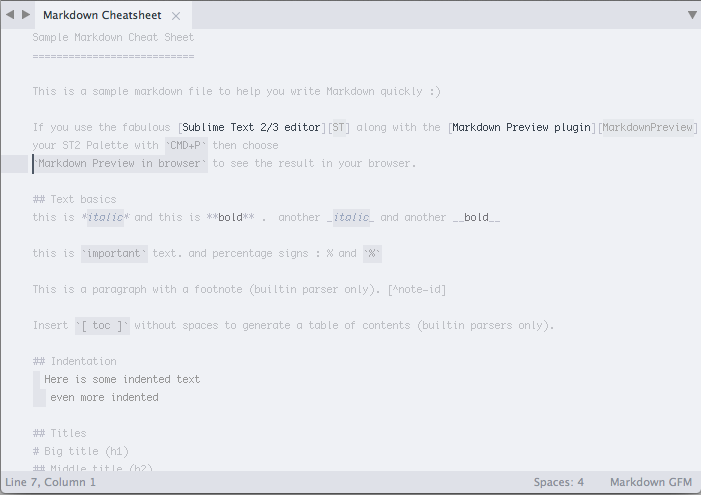 Markdown Cheatsheet ×
Sample Markdown Cheat Sheet
===========================
This is a sample markdown file to help you write Markdown quickly :)
If you use the fabulous [Sublime Text 2/3 editor][ST] along with the [Markdown Preview plugin][MarkdownPreview]
your ST2 Palette with `CMD+P` then choose
`Markdown Preview in browser` to see the result in your browser.
## Text basics
this is *italic* and this is **bold** .  another _italic_ and another __bold__
this is `important` text. and percentage signs : % and `%`
This is a paragraph with a footnote (builtin parser only). [^note-id]
Insert `[ toc ]` without spaces to generate a table of contents (builtin parsers only).
## Indentation
Here is some indented text
even more indented
## Titles
# Big title (h1)
## Middle title (h2)
Line 7, Column 1 Spaces: 4 Markdown GFM